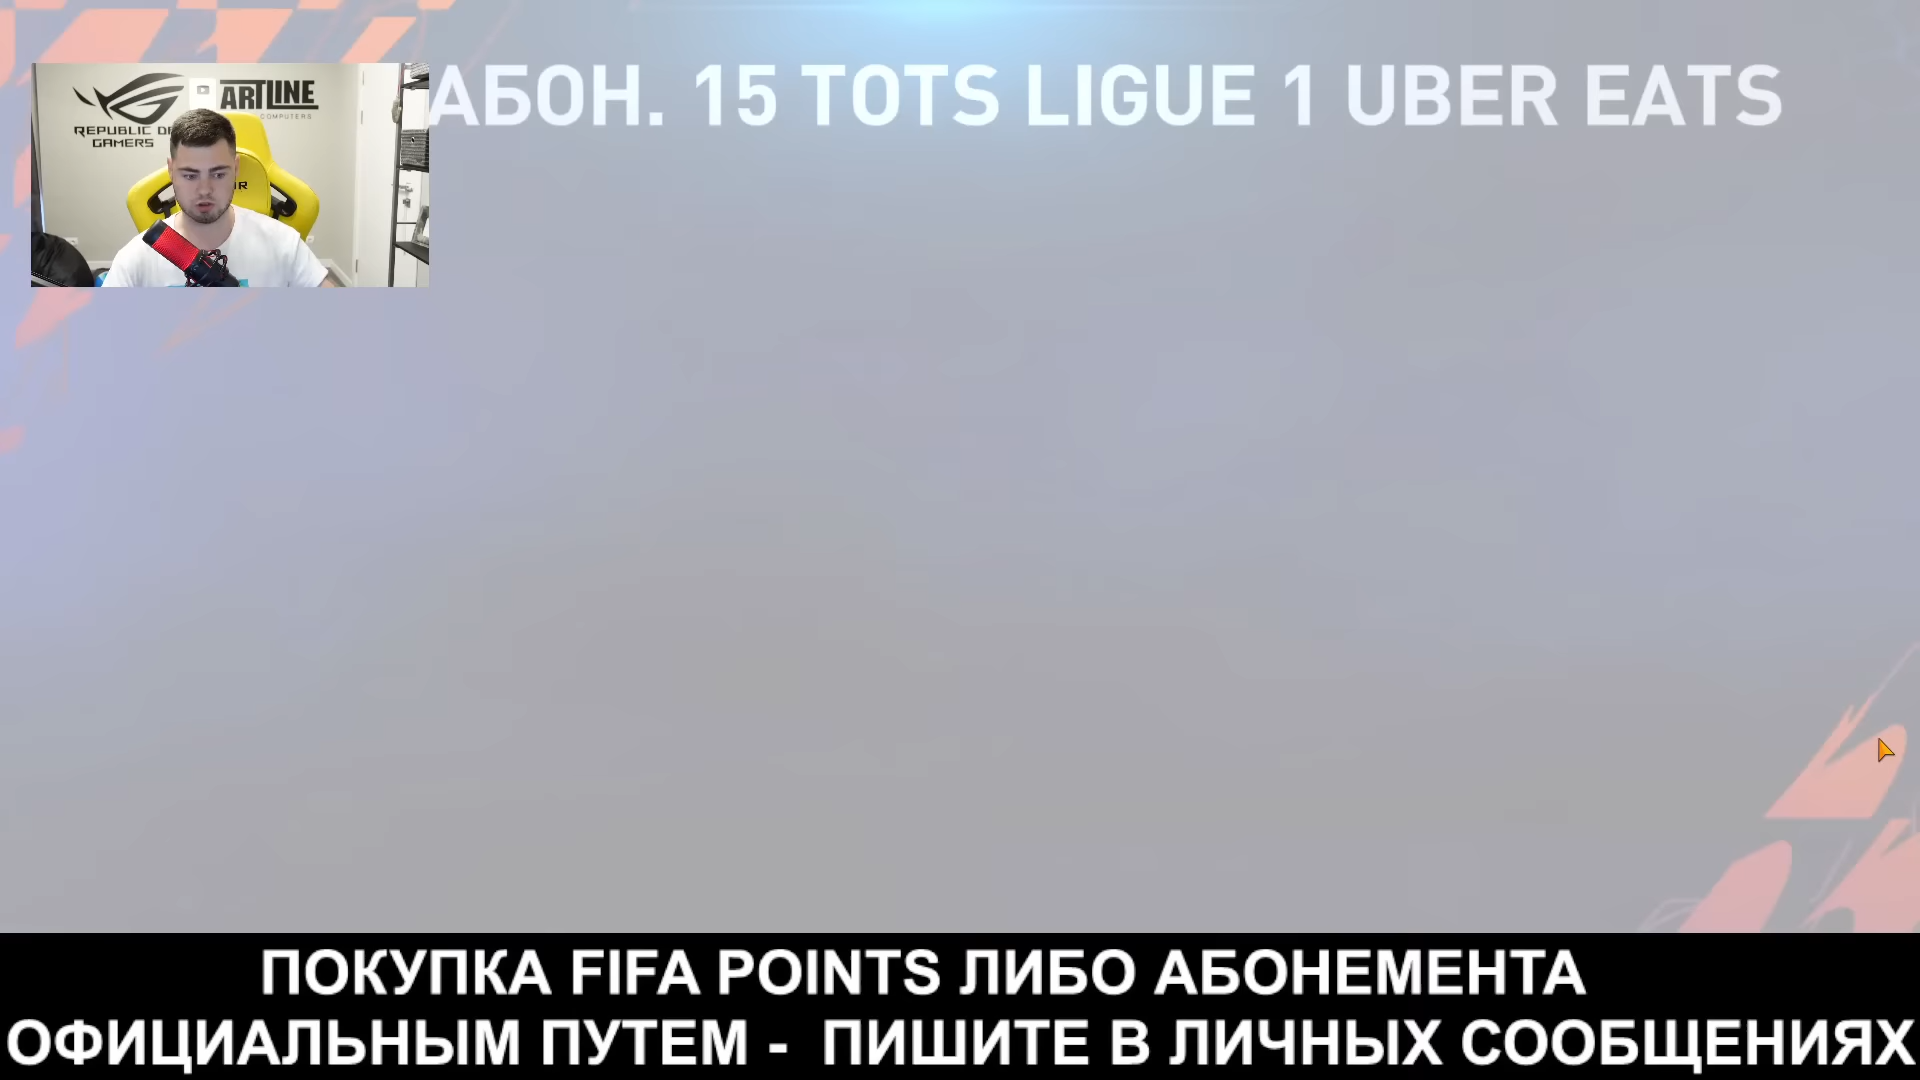 АБОН. 15 TOTS LIGUE 1 UBER EATS
REPUBLIC OF
GAMERS
ARTLINE
COMPUTERS
ПОКУПКА FIFA POINTS ЛИБО АБОНЕМЕНТА
ОФИЦИАЛЬНЫМ ПУТЕМ - ПИШИТЕ В ЛИЧНЫХ СООБЩЕНИЯХ